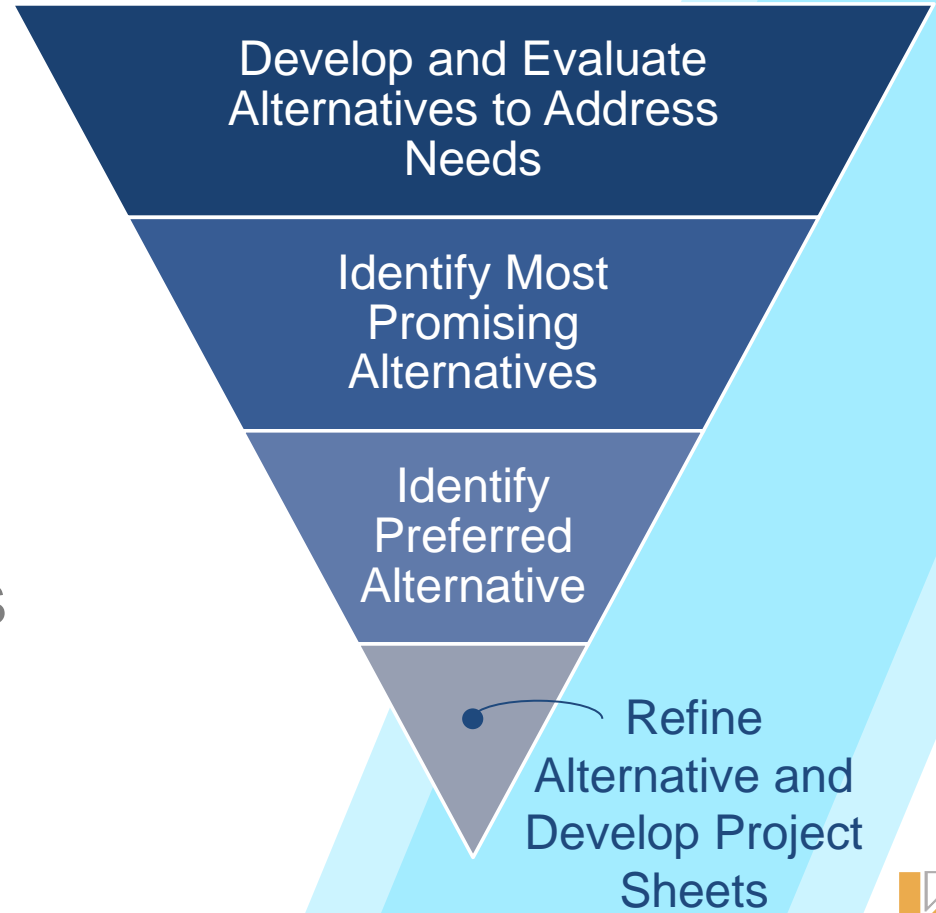 Develop and Evaluate
Alternatives to Address
Needs
Identify Most
Promising
Alternatives
Identify
Preferred
Alternative
s
Refine
Alternative and
Develop Project
Sheets